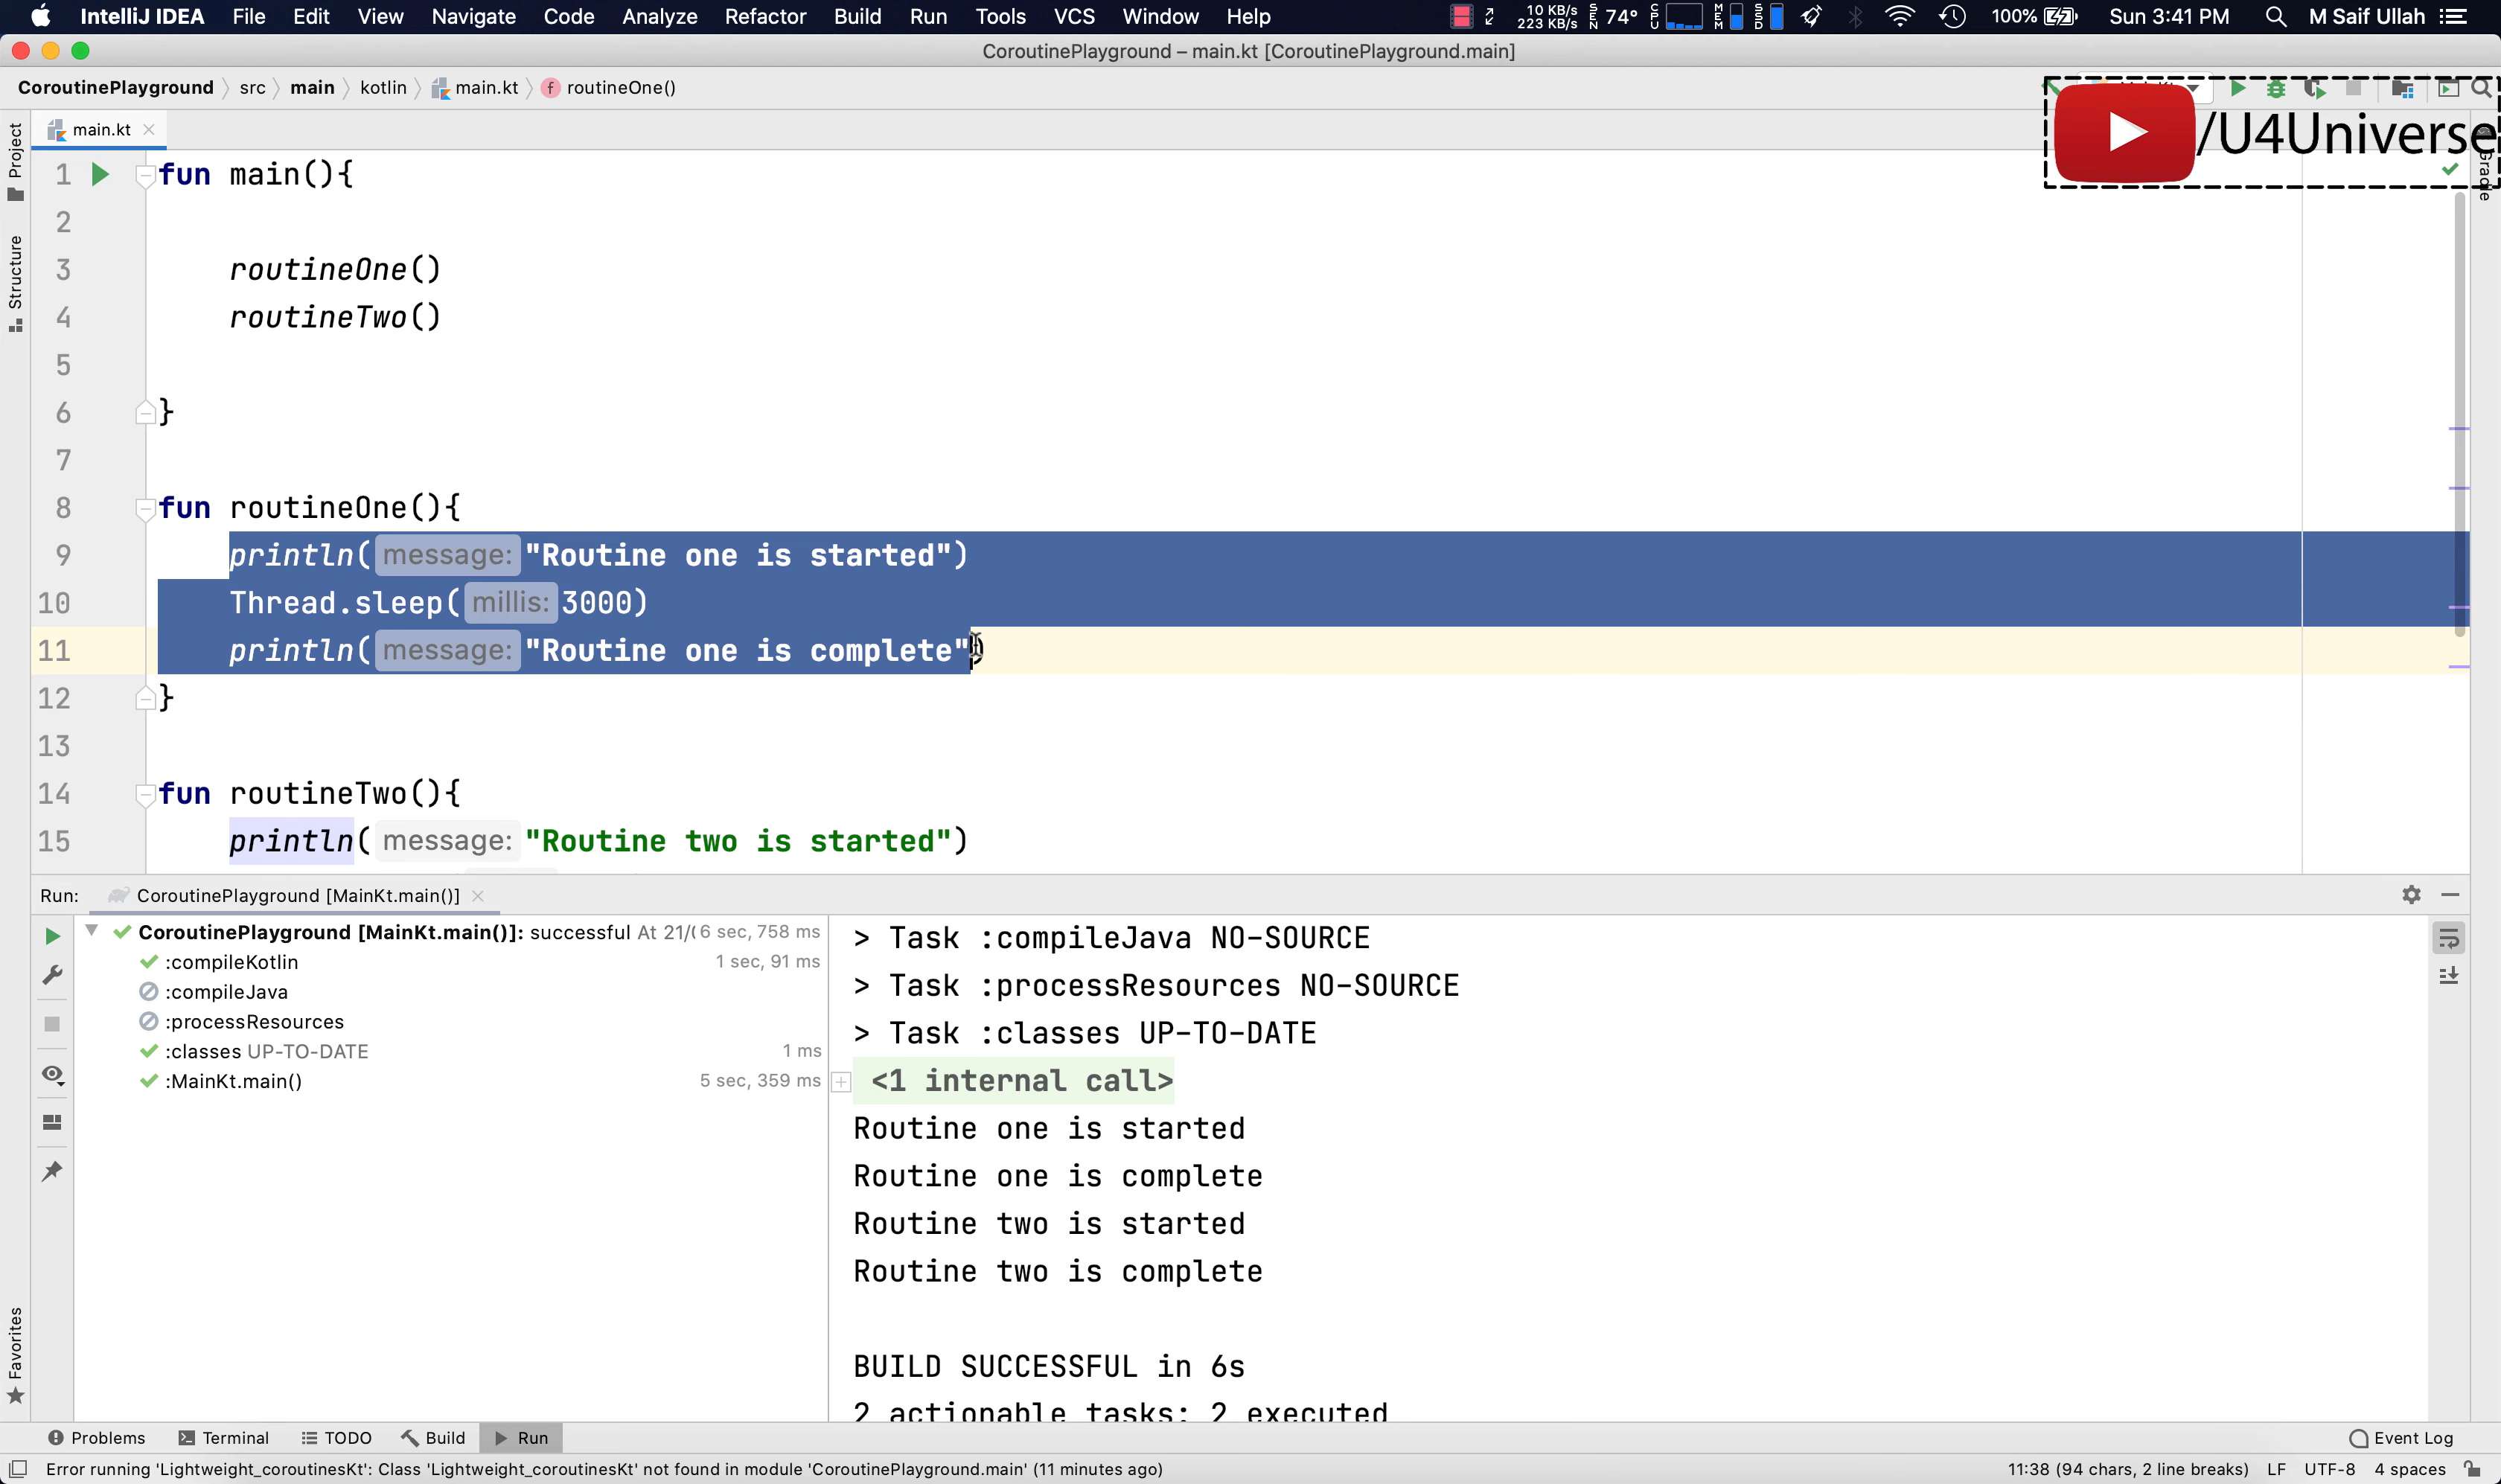 IntelliJ IDEA File Edit View Navigate Code Analyze Refactor Build Run Tools VCS Window Help 10 KB/s 223 KB/s SEN 74° CPU MEM SSD 100% Sun 3:41 PM M Saif Ullah
CoroutinePlayground – main.kt [CoroutinePlayground.main]
CoroutinePlayground src main kotlin main.kt f routineOne()
/U4Universe
Project
Structure
Favorites
Gradle
main.kt
1 fun main(){
2
3 routineOne()
4 routineTwo()
5
6 }
7
8 fun routineOne(){
9 println( message: "Routine one is started")
10 Thread.sleep( millis: 3000)
11 println( message: "Routine one is complete")
12 }
13
14 fun routineTwo(){
15 println( message: "Routine two is started")
Run: CoroutinePlayground [MainKt.main()]
CoroutinePlayground [MainKt.main()]: successful At 21/ 6 sec, 758 ms
:compileKotlin 1 sec, 91 ms
:compileJava
:processResources
:classes UP-TO-DATE 1 ms
:MainKt.main() 5 sec, 359 ms
> Task :compileJava NO-SOURCE
> Task :processResources NO-SOURCE
> Task :classes UP-TO-DATE
<1 internal call>
Routine one is started
Routine one is complete
Routine two is started
Routine two is complete
BUILD SUCCESSFUL in 6s
2 actionable tasks: 2 executed
Problems Terminal TODO Build Run Event Log
Error running 'Lightweight_coroutinesKt': Class 'Lightweight_coroutinesKt' not found in module 'CoroutinePlayground.main' (11 minutes ago) 11:38 (94 chars, 2 line breaks) LF UTF-8 4 spaces